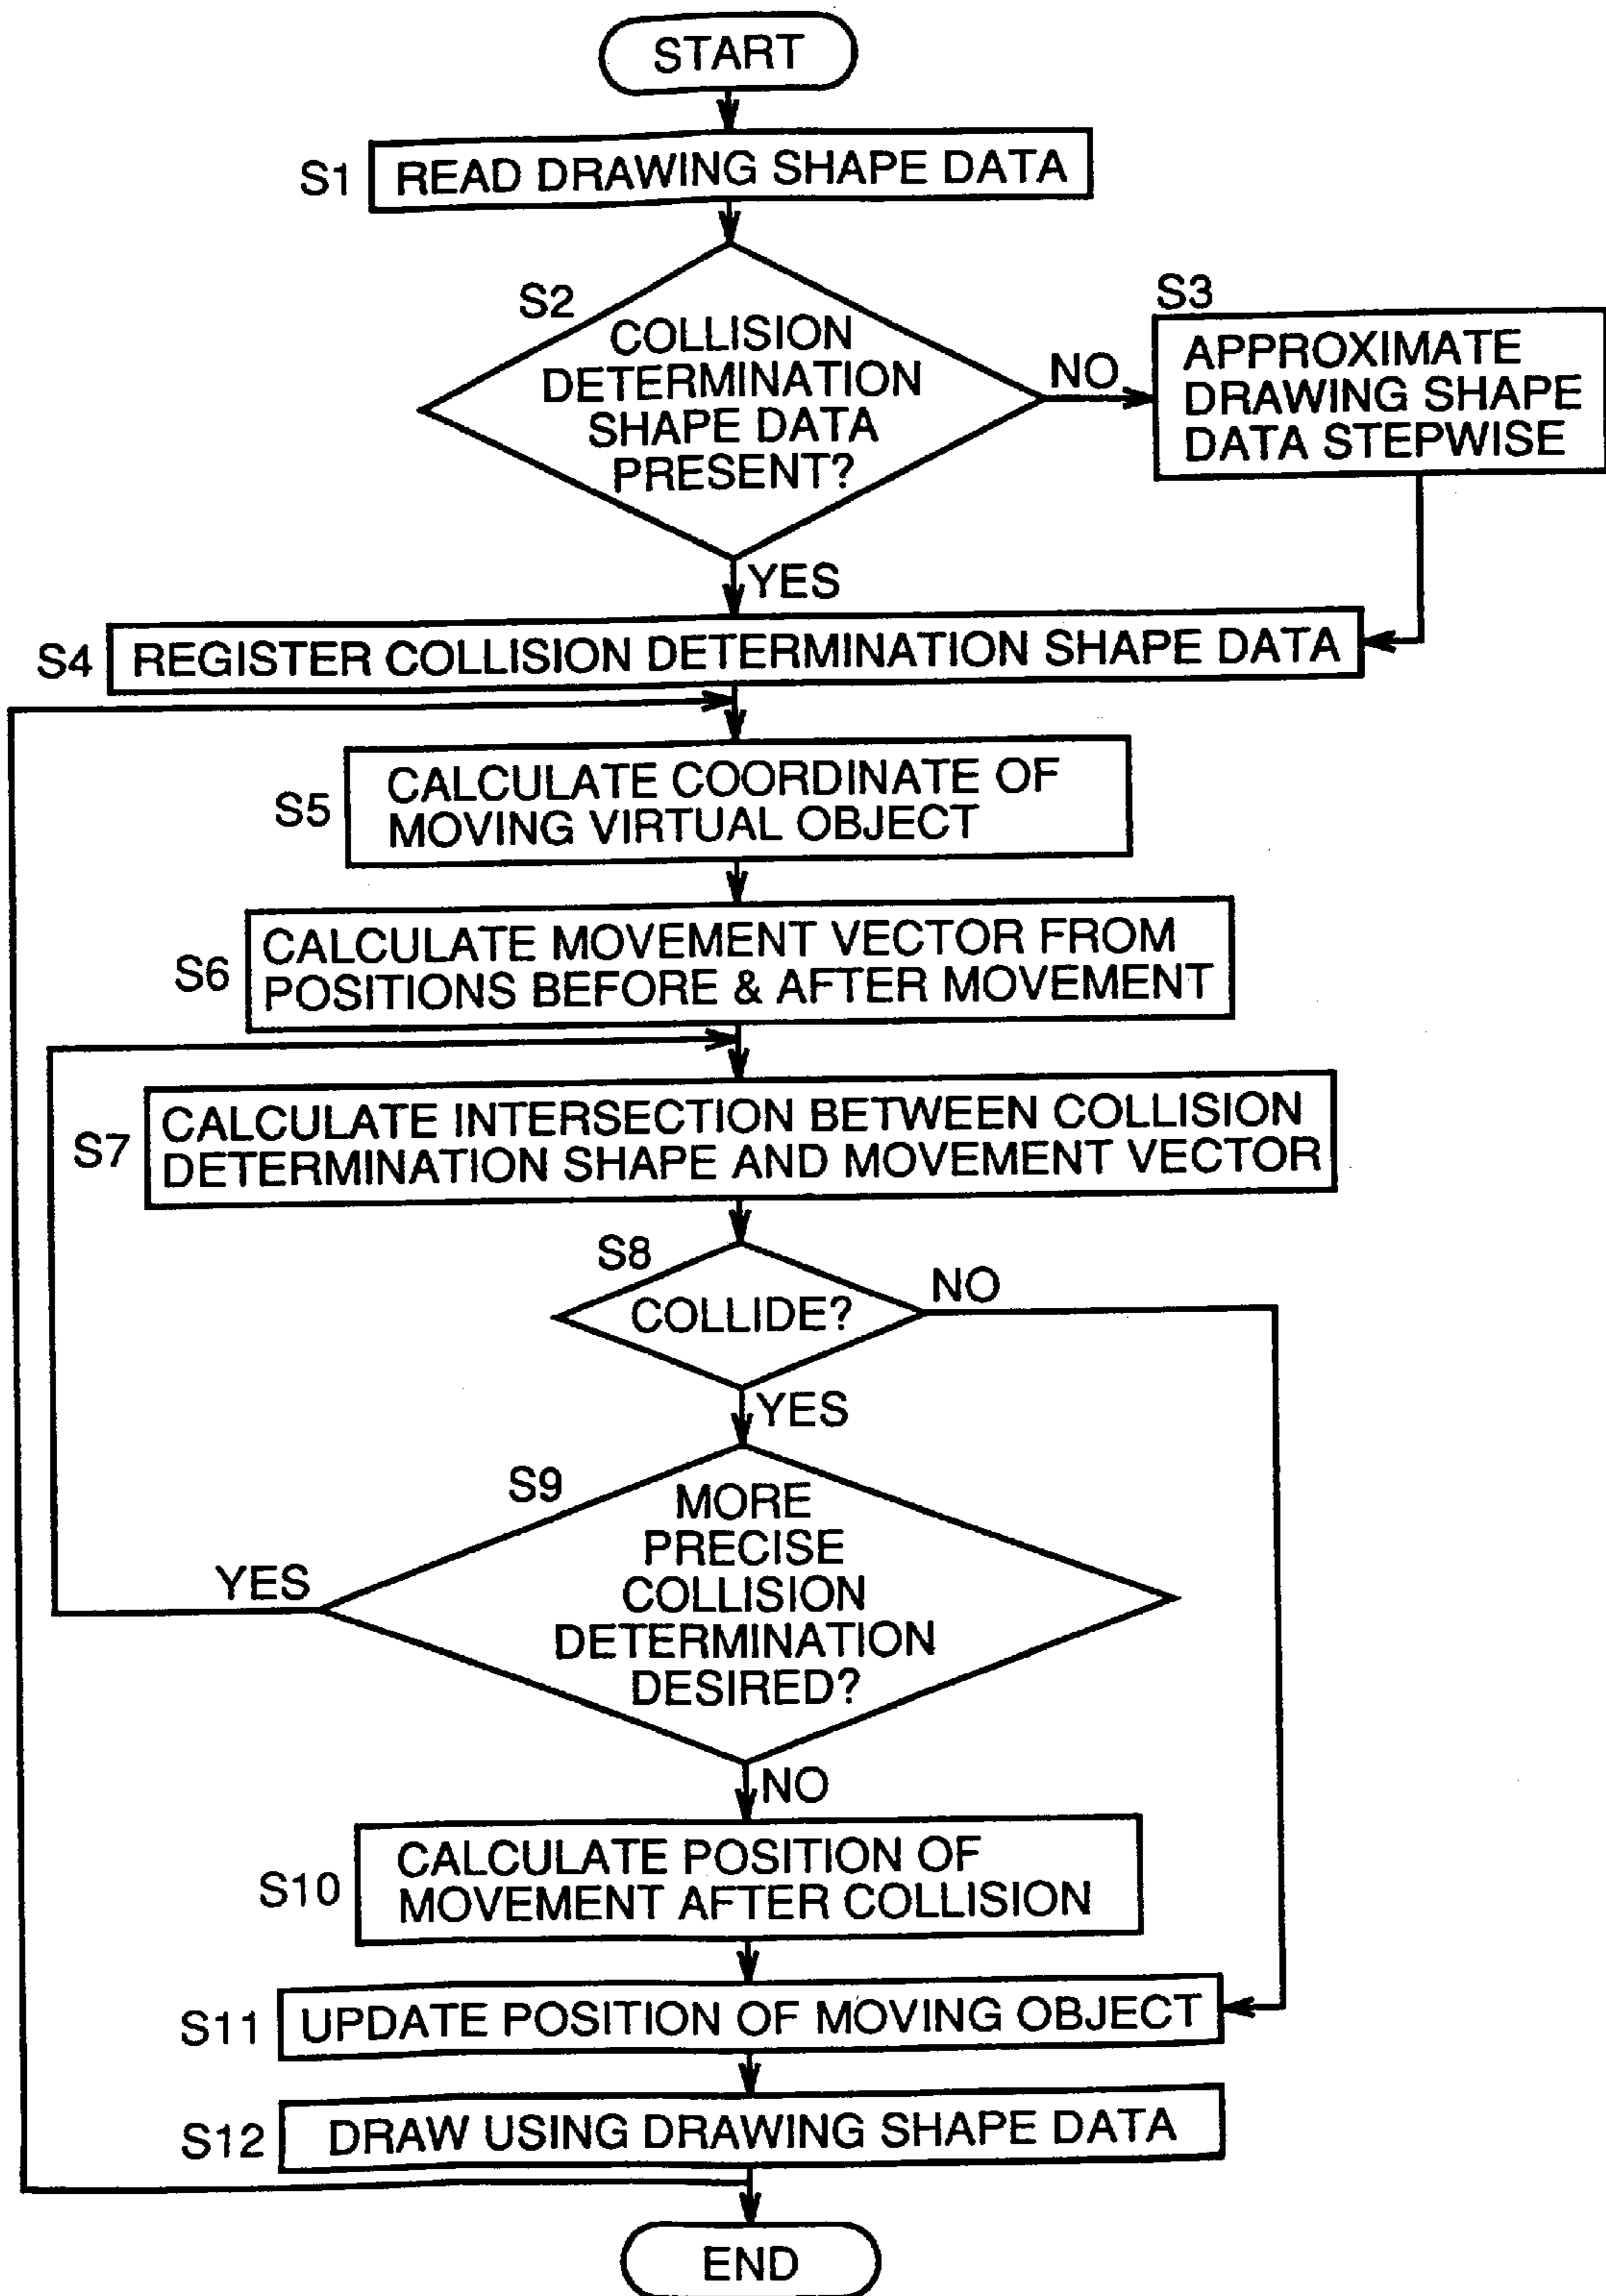 START
S1
READ DRAWING SHAPE DATA
S2
COLLISION
DETERMINATION
SHAPE DATA
PRESENT?
NO
S3
APPROXIMATE
DRAWING SHAPE
DATA STEPWISE
YES
S4
REGISTER COLLISION DETERMINATION SHAPE DATA
S5
CALCULATE COORDINATE OF
MOVING VIRTUAL OBJECT
S6
CALCULATE MOVEMENT VECTOR FROM
POSITIONS BEFORE & AFTER MOVEMENT
S7
CALCULATE INTERSECTION BETWEEN COLLISION
DETERMINATION SHAPE AND MOVEMENT VECTOR
S8
COLLIDE?
NO
YES
S9
MORE
PRECISE
COLLISION
DETERMINATION
DESIRED?
YES
NO
S10
CALCULATE POSITION OF
MOVEMENT AFTER COLLISION
S11
UPDATE POSITION OF MOVING OBJECT
S12
DRAW USING DRAWING SHAPE DATA
END